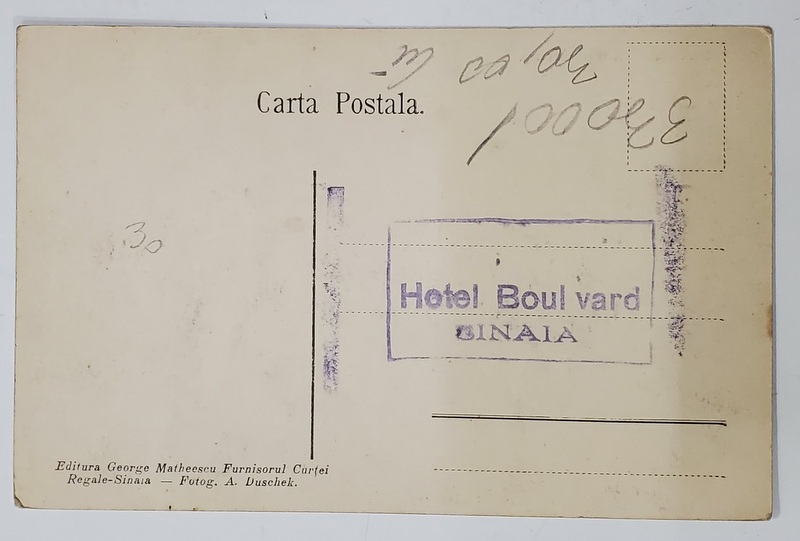 Carta Postala.
30
Hotel Boul vard
SINAIA
Editura George Matheescu Furnisorul Curței
Regale-Sinaia — Fotog. A. Duschek.